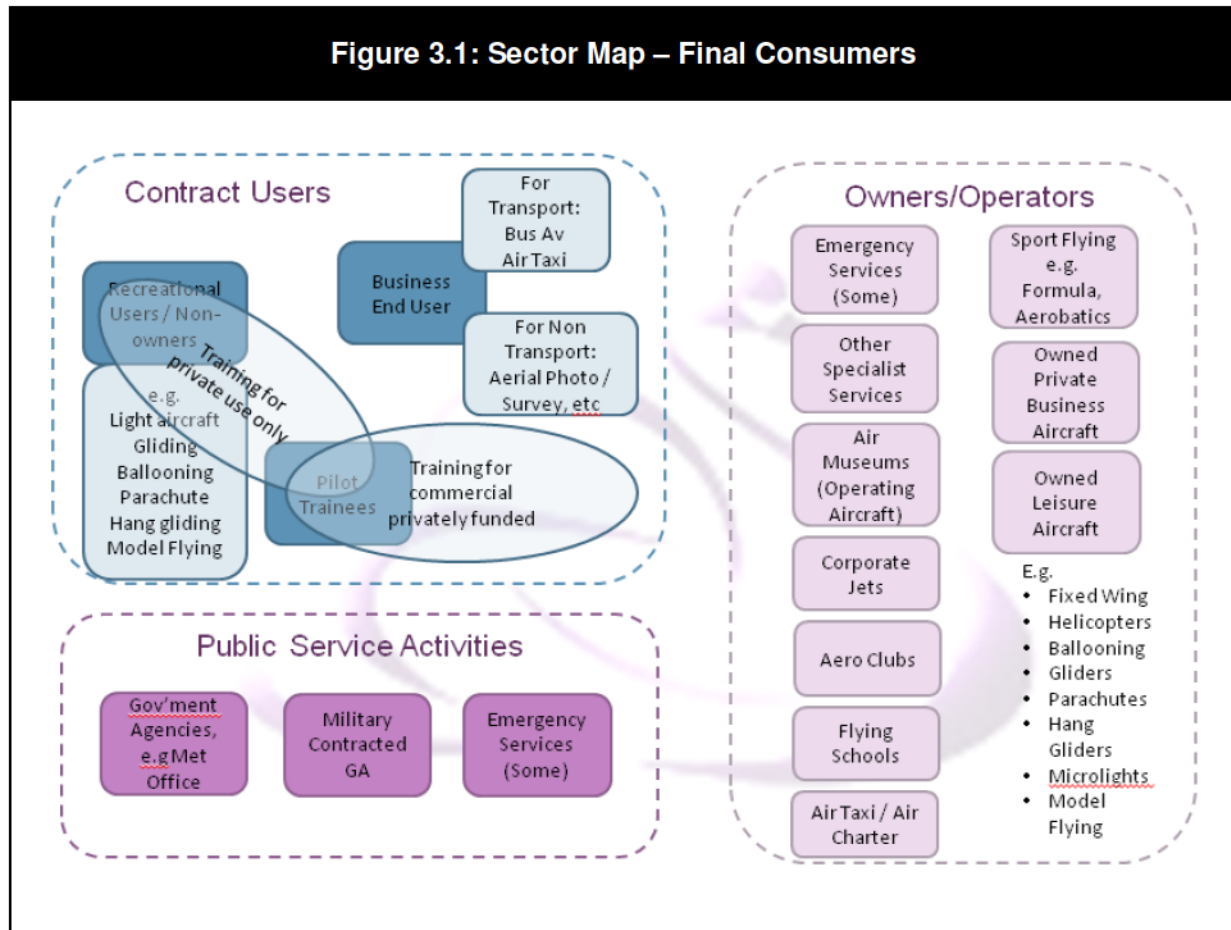 Figure 3.1: Sector Map – Final Consumers
Contract Users
For
Transport:
Bus Av
Air Taxi
Business
End User
For Non
Transport:
Aerial Photo /
Survey, etc
Recreational
Users / Non-
owners
Training for
private use only
e.g.
Light aircraft
Gliding
Ballooning
Parachute
Hang gliding
Model Flying
Pilot
Trainees
Training for
commercial
privately funded
Public Service Activities
Gov'ment
Agencies,
e.g Met
Office
Military
Contracted
GA
Emergency
Services
(Some)
Owners/Operators
Emergency
Services
(Some)
Other
Specialist
Services
Air
Museums
(Operating
Aircraft)
Corporate
Jets
Aero Clubs
Flying
Schools
Air Taxi / Air
Charter
Sport Flying
e.g.
Formula,
Aerobatics
Owned
Private
Business
Aircraft
Owned
Leisure
Aircraft
E.g.
• Fixed Wing
• Helicopters
• Ballooning
• Gliders
• Parachutes
• Hang
Gliders
• Microlights
• Model
Flying